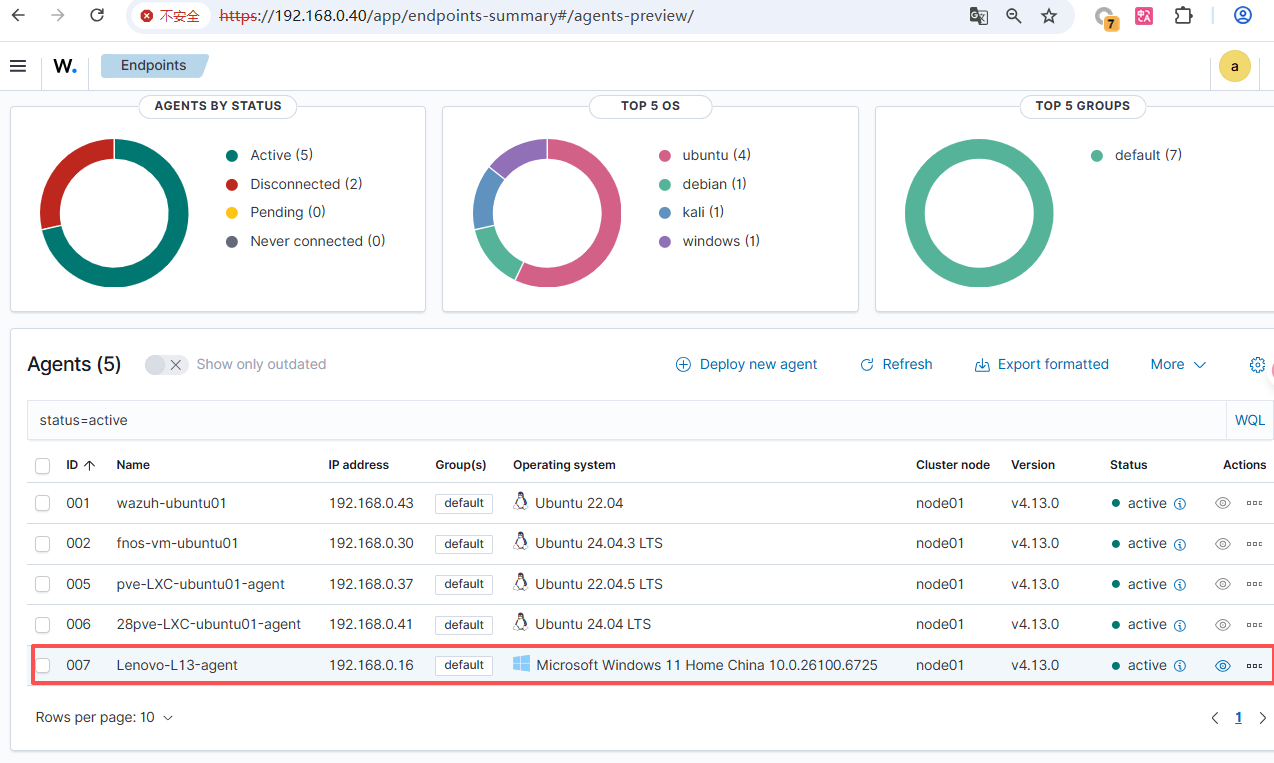 不安全 https://192.168.0.40/app/endpoints-summary#/agents-preview/ 7
W. Endpoints a
AGENTS BY STATUS
Active (5)
Disconnected (2)
Pending (0)
Never connected (0)
TOP 5 OS
ubuntu (4)
debian (1)
kali (1)
windows (1)
TOP 5 GROUPS
default (7)
Agents (5) Show only outdated Deploy new agent Refresh Export formatted More
status=active WQL
ID Name IP address Group(s) Operating system Cluster node Version Status Actions
001 wazuh-ubuntu01 192.168.0.43 default Ubuntu 22.04 node01 v4.13.0 active
002 fnos-vm-ubuntu01 192.168.0.30 default Ubuntu 24.04.3 LTS node01 v4.13.0 active
005 pve-LXC-ubuntu01-agent 192.168.0.37 default Ubuntu 22.04.5 LTS node01 v4.13.0 active
006 28pve-LXC-ubuntu01-agent 192.168.0.41 default Ubuntu 24.04 LTS node01 v4.13.0 active
007 Lenovo-L13-agent 192.168.0.16 default Microsoft Windows 11 Home China 10.0.26100.6725 node01 v4.13.0 active
Rows per page: 10 1